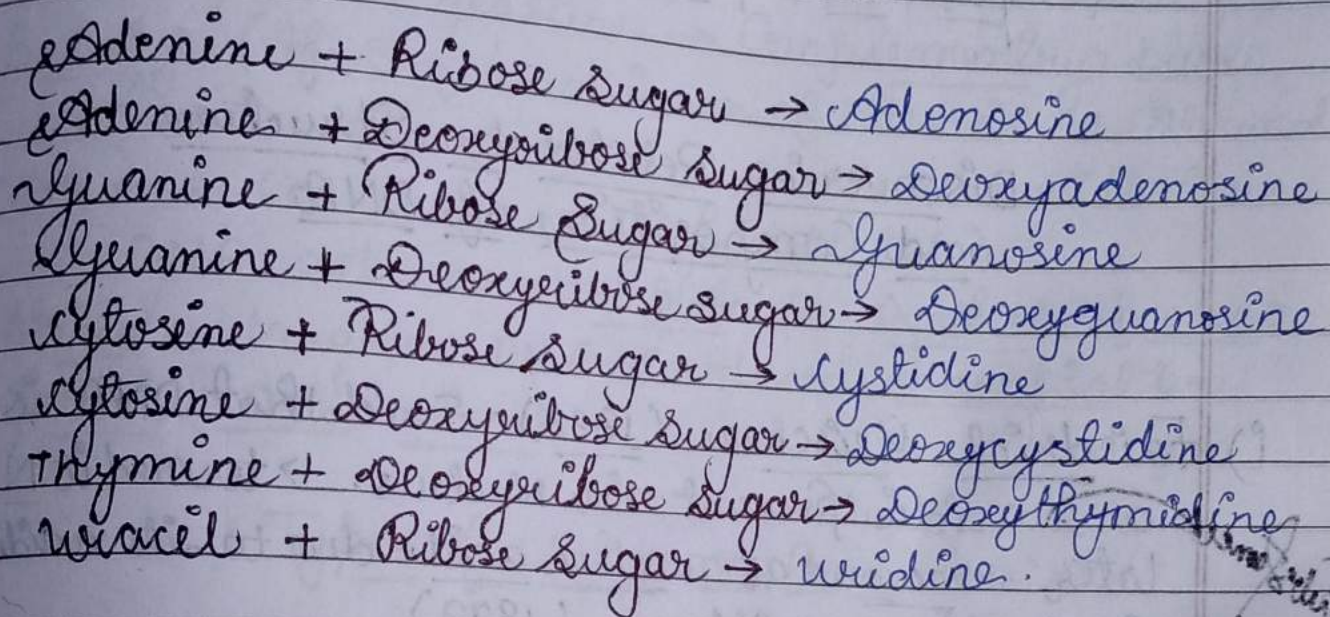 Adenine + Ribose Sugar → Adenosine
Adenine + Deoxyribose Sugar → Deoxyadenosine
Guanine + Ribose Sugar → Guanosine
Guanine + Deoxyribose Sugar → Deoxyguanosine
Cytosine + Ribose Sugar → Cystidine
Cytosine + Deoxyribose Sugar → Deoxycystidine
Thymine + Deoxyribose Sugar → Deoxythymidine
Uracil + Ribose Sugar → Uridine.